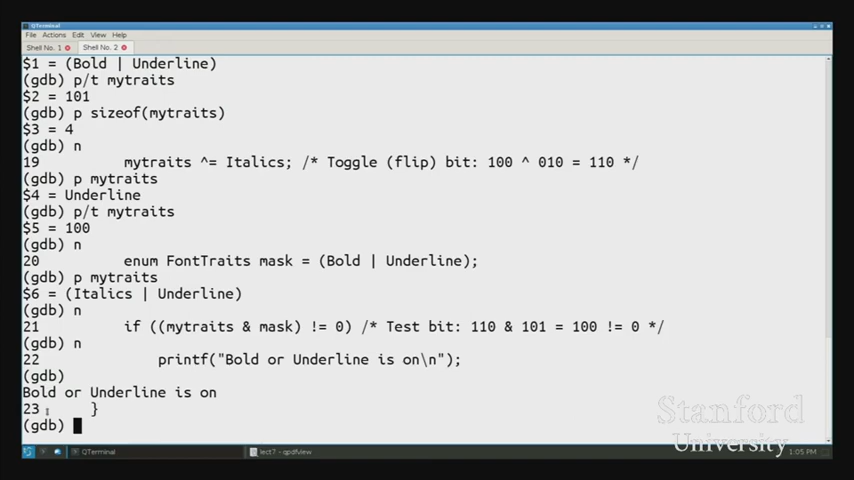 QTerminal
File Actions Edit View Help
Shell No. 1 Shell No. 2
$1 = (Bold | Underline)
(gdb) p/t mytraits
$2 = 101
(gdb) p sizeof(mytraits)
$3 = 4
(gdb) n
19 mytraits ^= Italics; /* Toggle (flip) bit: 100 ^ 010 = 110 */
(gdb) p mytraits
$4 = Underline
(gdb) p/t mytraits
$5 = 100
(gdb) n
20 enum FontTraits mask = (Bold | Underline);
(gdb) p mytraits
$6 = (Italics | Underline)
(gdb) n
21 if ((mytraits & mask) != 0) /* Test bit: 110 & 101 = 100 != 0 */
(gdb) n
22 printf("Bold or Underline is on\n");
(gdb)
Bold or Underline is on
23 }
(gdb)
Stanford
University
QTerminal lect7 - qpdfview 1:05 PM